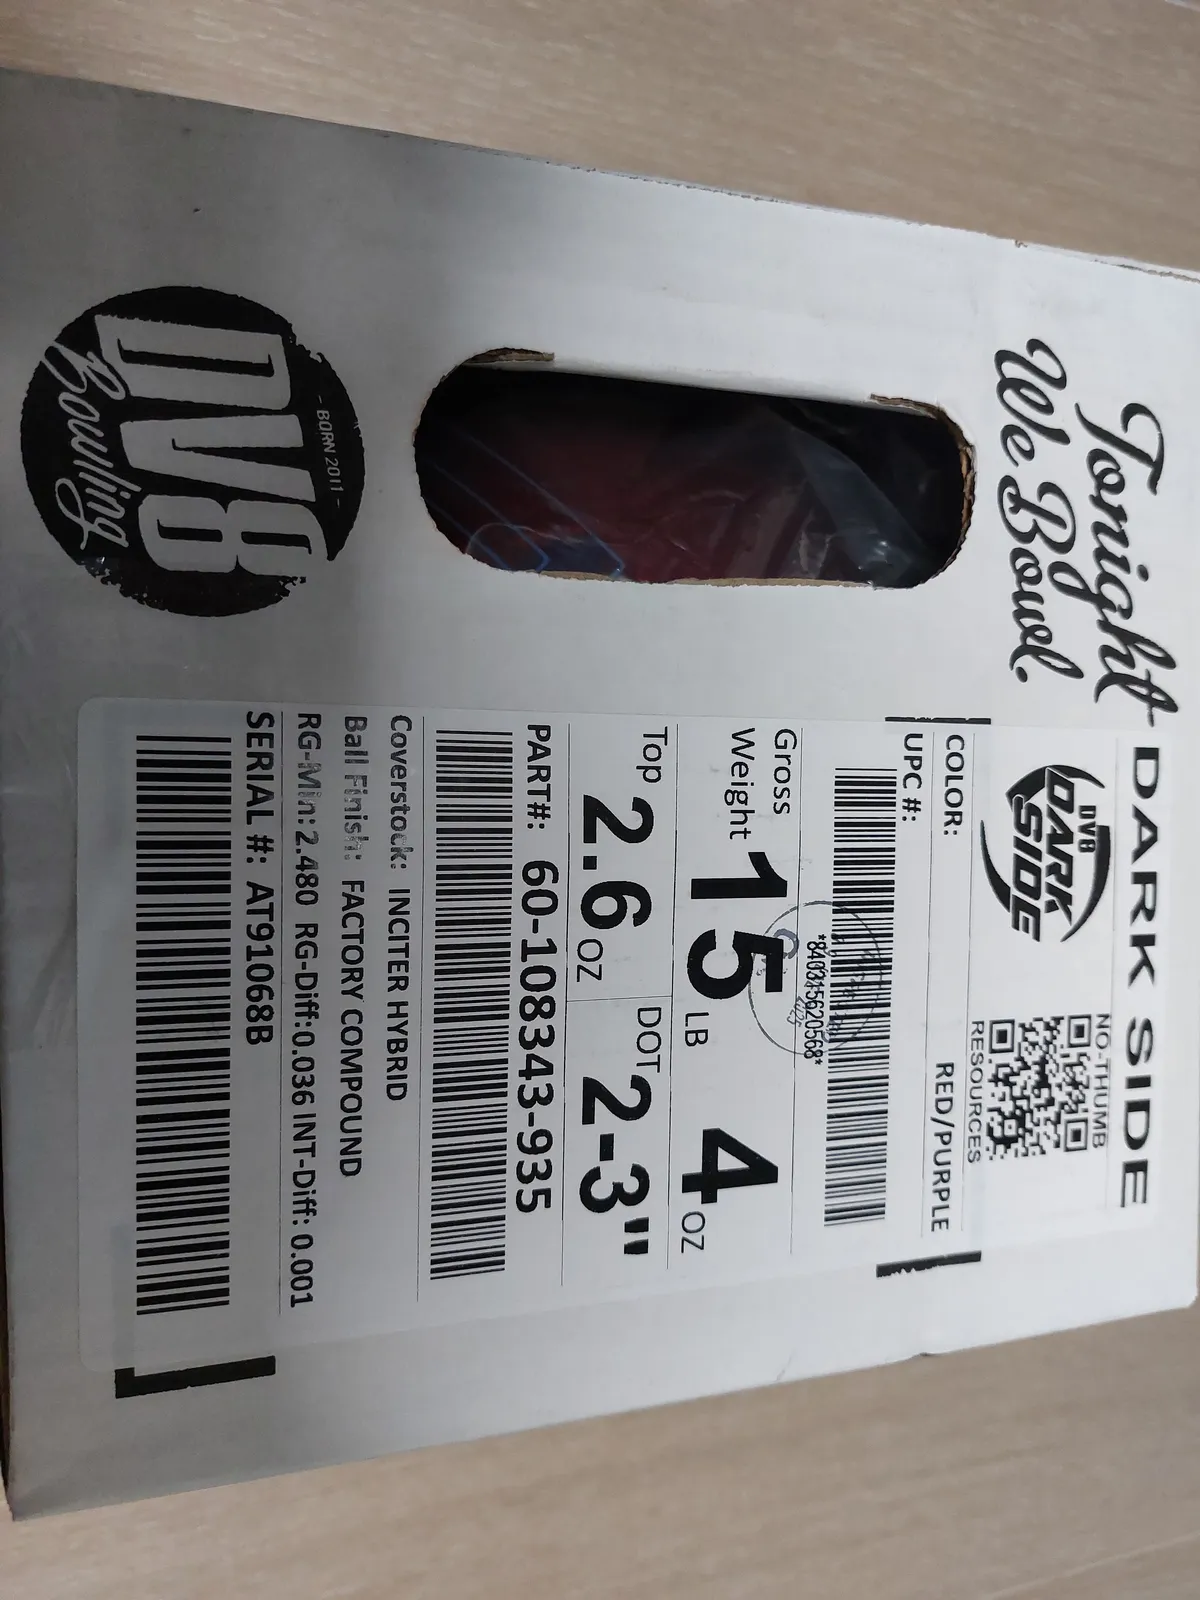 Tonight
We Bowl.
- BORN 2011 -
DV8
Bowling
DARK SIDE
DV8
DARK
SIDE
NO-THUMB
RESOURCES
COLOR: RED/PURPLE
UPC #:
*840315620568*
Gross
Weight 15 LB 4 OZ
Top 2.6 OZ DOT 2-3"
PART#: 60-108343-935
Coverstock: INCITER HYBRID
Ball Finish: FACTORY COMPOUND
RG-Min: 2.480 RG-Diff:0.036 INT-Diff: 0.001
SERIAL #: AT91068B